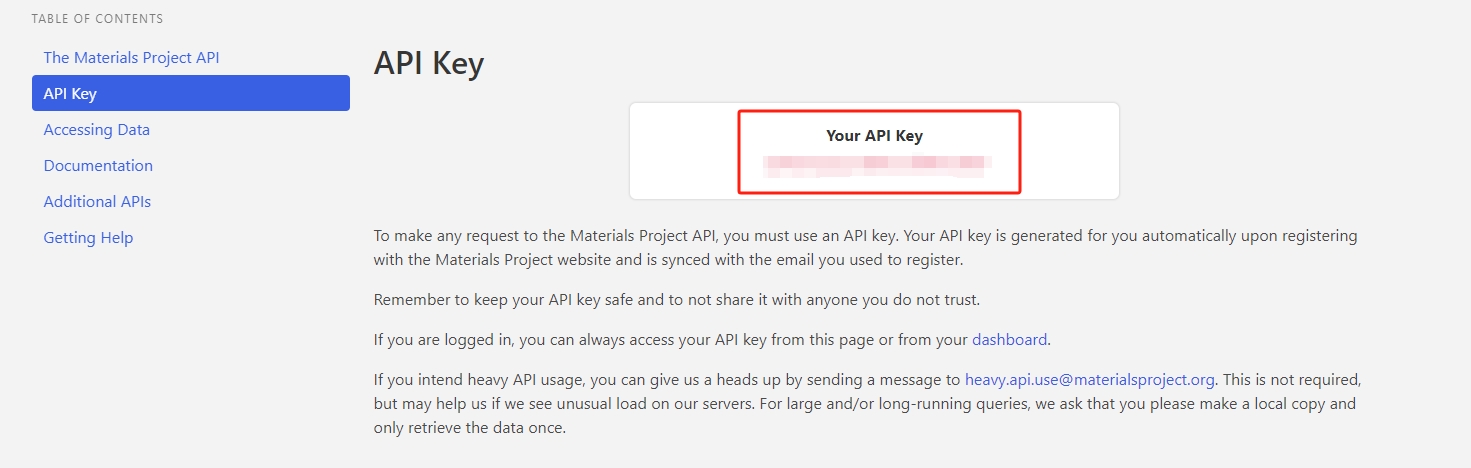 TABLE OF CONTENTS
The Materials Project API
API Key
Accessing Data
Documentation
Additional APIs
Getting Help
API Key
Your API Key
To make any request to the Materials Project API, you must use an API key. Your API key is generated for you automatically upon registering
with the Materials Project website and is synced with the email you used to register.
Remember to keep your API key safe and to not share it with anyone you do not trust.
If you are logged in, you can always access your API key from this page or from your dashboard.
If you intend heavy API usage, you can give us a heads up by sending a message to heavy.api.use@materialsproject.org. This is not required,
but may help us if we see unusual load on our servers. For large and/or long-running queries, we ask that you please make a local copy and
only retrieve the data once.